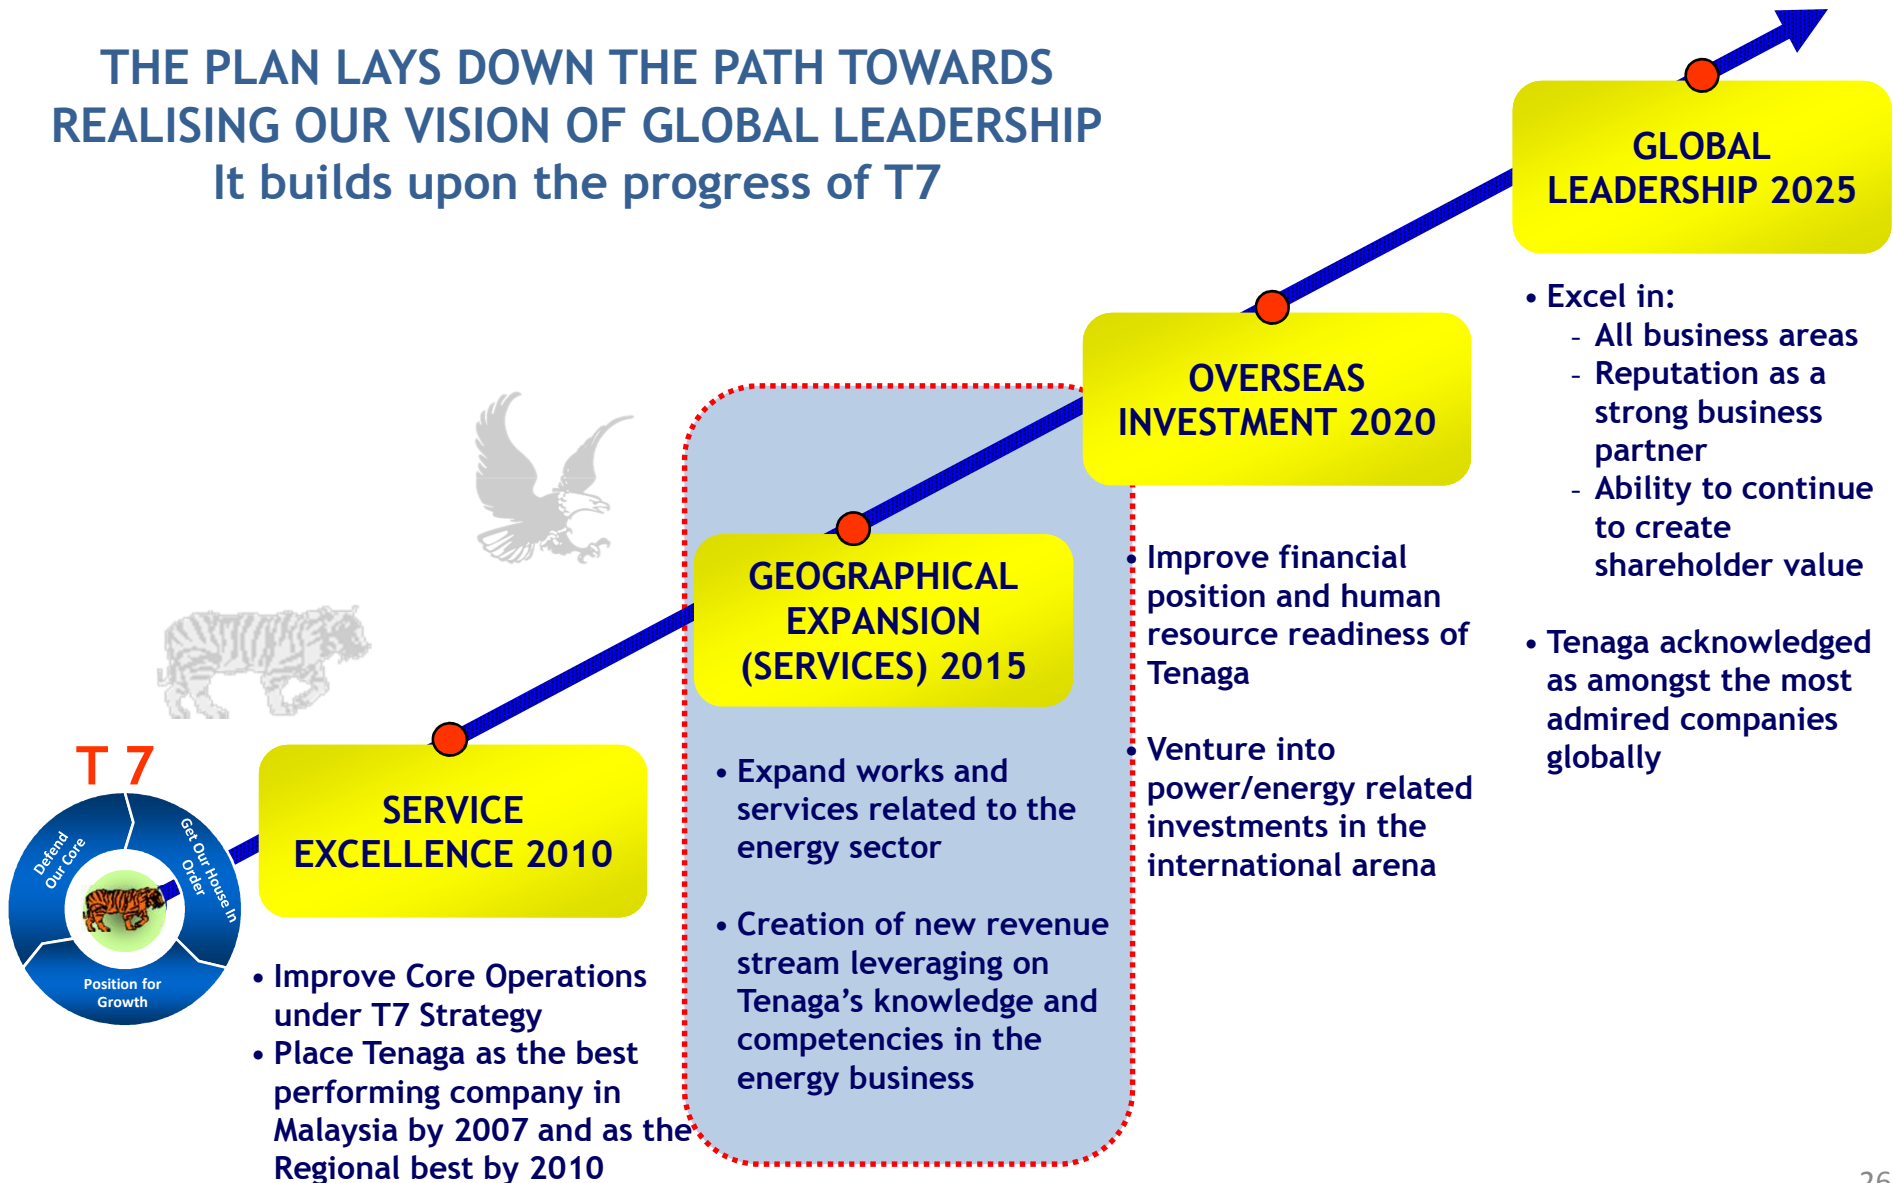 THE PLAN LAYS DOWN THE PATH TOWARDS
REALISING OUR VISION OF GLOBAL LEADERSHIP
It builds upon the progress of T7
T 7
Defend
Our Core
Get Our House In
Order
Position for
Growth
SERVICE
EXCELLENCE 2010
• Improve Core Operations
under T7 Strategy
• Place Tenaga as the best
performing company in
Malaysia by 2007 and as the
Regional best by 2010
GEOGRAPHICAL
EXPANSION
(SERVICES) 2015
• Expand works and
services related to the
energy sector
• Creation of new revenue
stream leveraging on
Tenaga’s knowledge and
competencies in the
energy business
OVERSEAS
INVESTMENT 2020
• Improve financial
position and human
resource readiness of
Tenaga
• Venture into
power/energy related
investments in the
international arena
GLOBAL
LEADERSHIP 2025
• Excel in:
- All business areas
- Reputation as a
strong business
partner
- Ability to continue
to create
shareholder value
• Tenaga acknowledged
as amongst the most
admired companies
globally
26